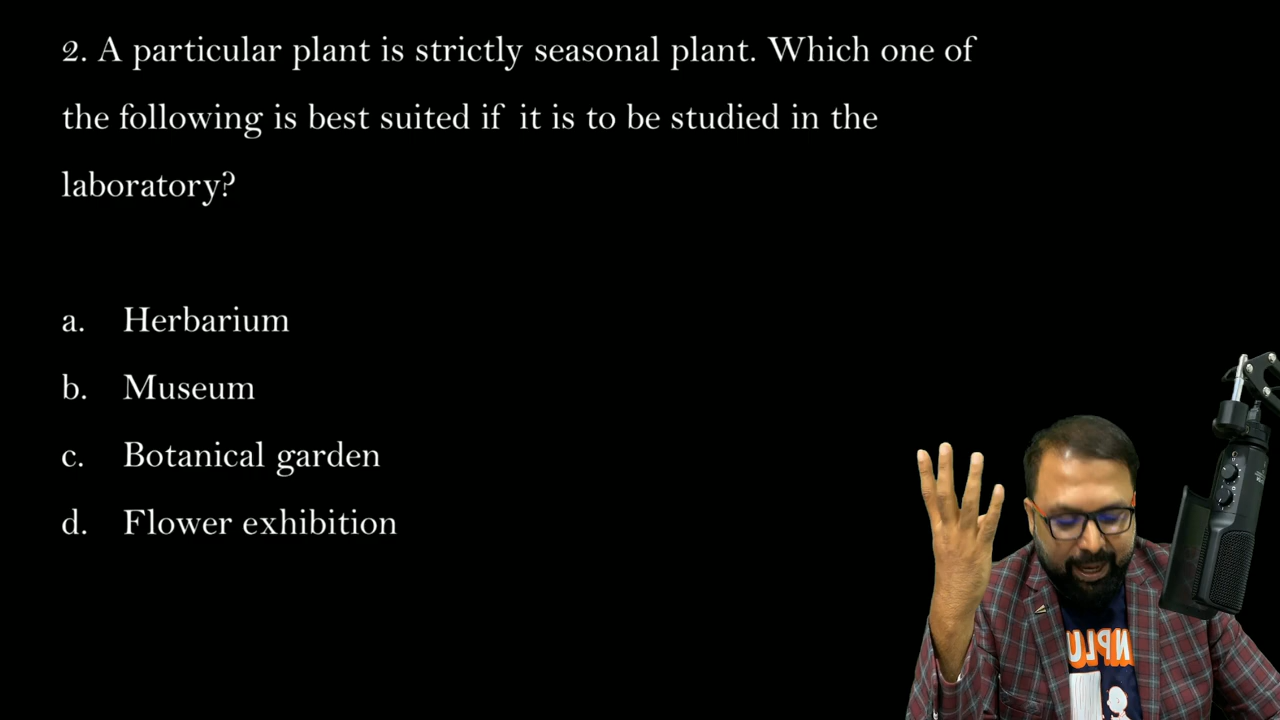 2. A particular plant is strictly seasonal plant. Which one of
the following is best suited if it is to be studied in the
laboratory?
a. Herbarium
b. Museum
c. Botanical garden
d. Flower exhibition